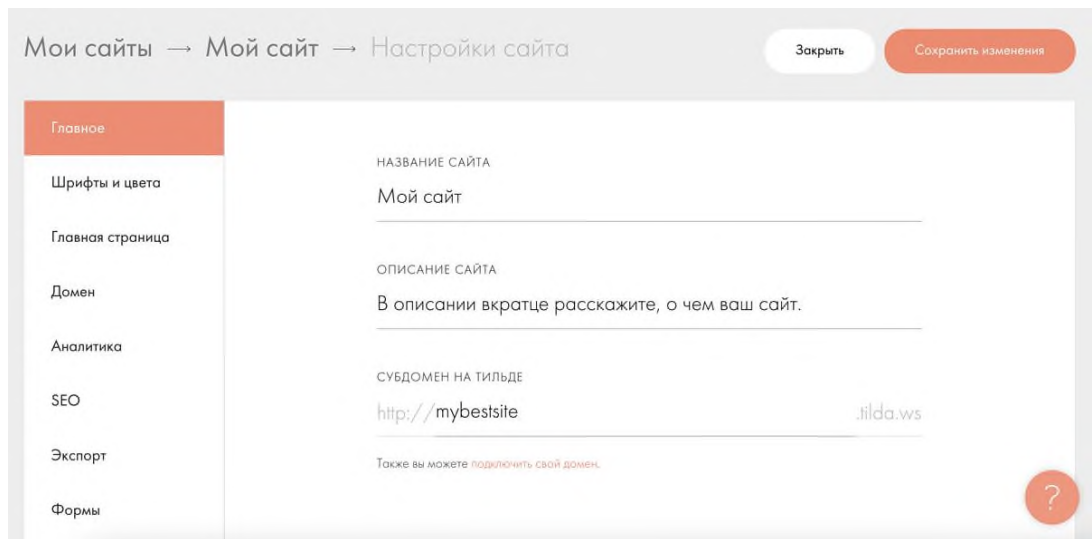 Мои сайты → Мой сайт → Настройки сайта
Закрыть
Сохранить изменения
Главное
Шрифты и цвета
Главная страница
Домен
Аналитика
SEO
Экспорт
Формы
НАЗВАНИЕ САЙТА
Мой сайт
ОПИСАНИЕ САЙТА
В описании вкратце расскажите, о чем ваш сайт.
СУБДОМЕН НА ТИЛЬДЕ
http://mybestsite .tilda.ws
Также вы можете подключить свой домен.
?